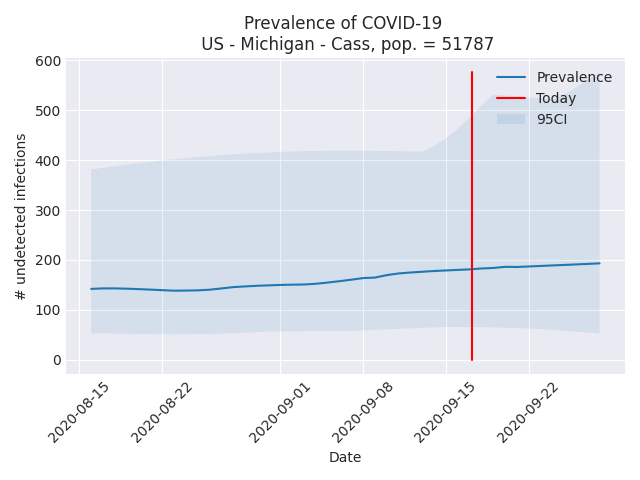 Prevalence of COVID-19
US - Michigan - Cass, pop. = 51787
600
500
400
300
200
100
0
# undetected infections
Prevalence
Today
95CI
2020-08-15
2020-08-22
2020-09-01
2020-09-08
2020-09-15
2020-09-22
Date